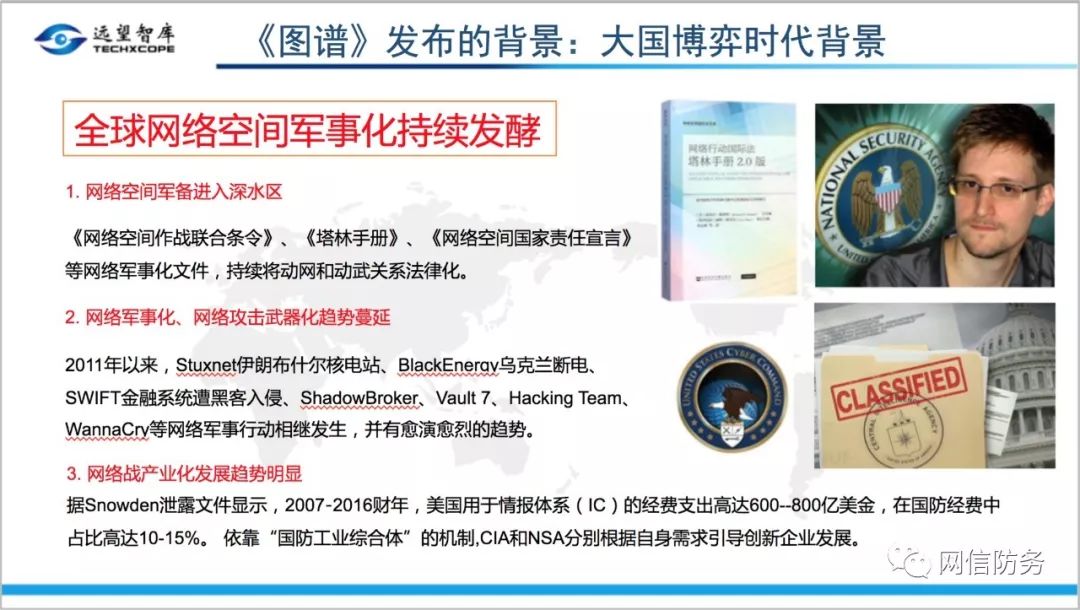 远望智库
TECHXCOPE
《图谱》发布的背景：大国博弈时代背景
全球网络空间军事化持续发酵
1. 网络空间军备进入深水区
《网络空间作战联合条令》、《塔林手册》、《网络空间国家责任宣言》
等网络军事化文件，持续将动网和动武关系法律化。
2. 网络军事化、网络攻击武器化趋势蔓延
2011年以来，Stuxnet伊朗布什尔核电站、BlackEnergy乌克兰断电、
SWIFT金融系统遭黑客入侵、ShadowBroker、Vault 7、Hacking Team、
WannaCry等网络军事行动相继发生，并有愈演愈烈的趋势。
3. 网络战产业化发展趋势明显
据Snowden泄露文件显示，2007-2016财年，美国用于情报体系（IC）的经费支出高达600--800亿美金，在国防经费中
占比高达10-15%。 依靠“国防工业综合体”的机制,CIA和NSA分别根据自身需求引导创新企业发展。
网络行动国际法
塔林手册 2.0 版
NATIONAL SECURITY AGEN
UNITED STATES CYBER COMMAND
CLASSIFIED
CENTRAL AGENCY
网信防务